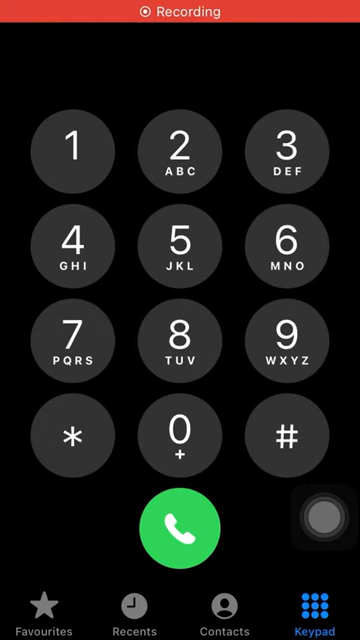 Recording
1 2 3
ABC DEF
4 5 6
GHI JKL MNO
7 8 9
PQRS TUV WXYZ
* 0 #
+
Favourites Recents Contacts Keypad